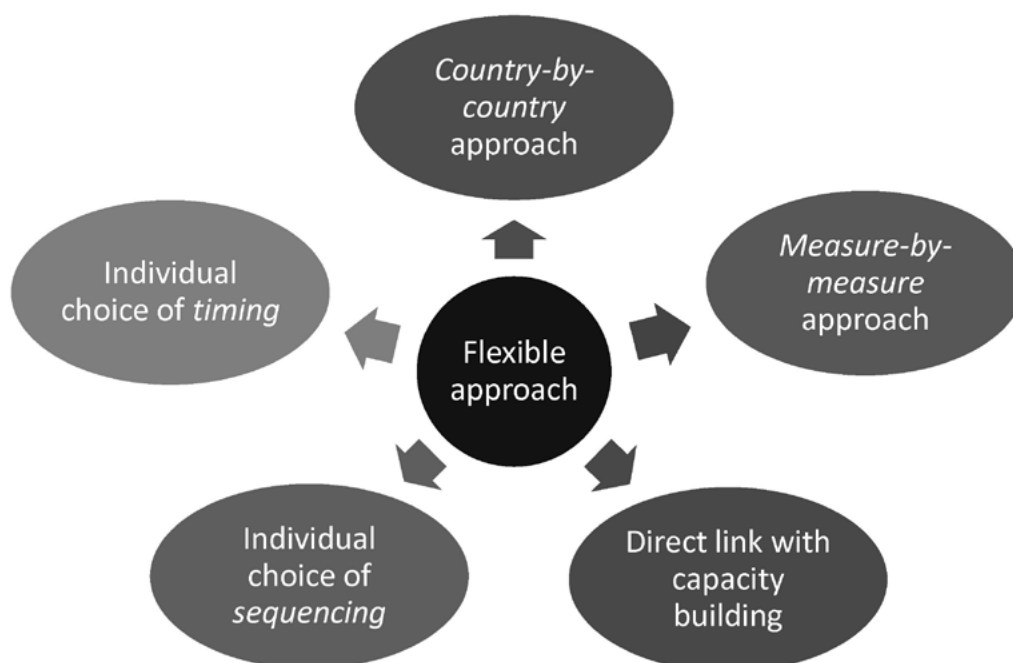 Country-by-
country
approach
Individual
choice of timing
Measure-by-
measure
approach
Flexible
approach
Individual
choice of
sequencing
Direct link with
capacity
building